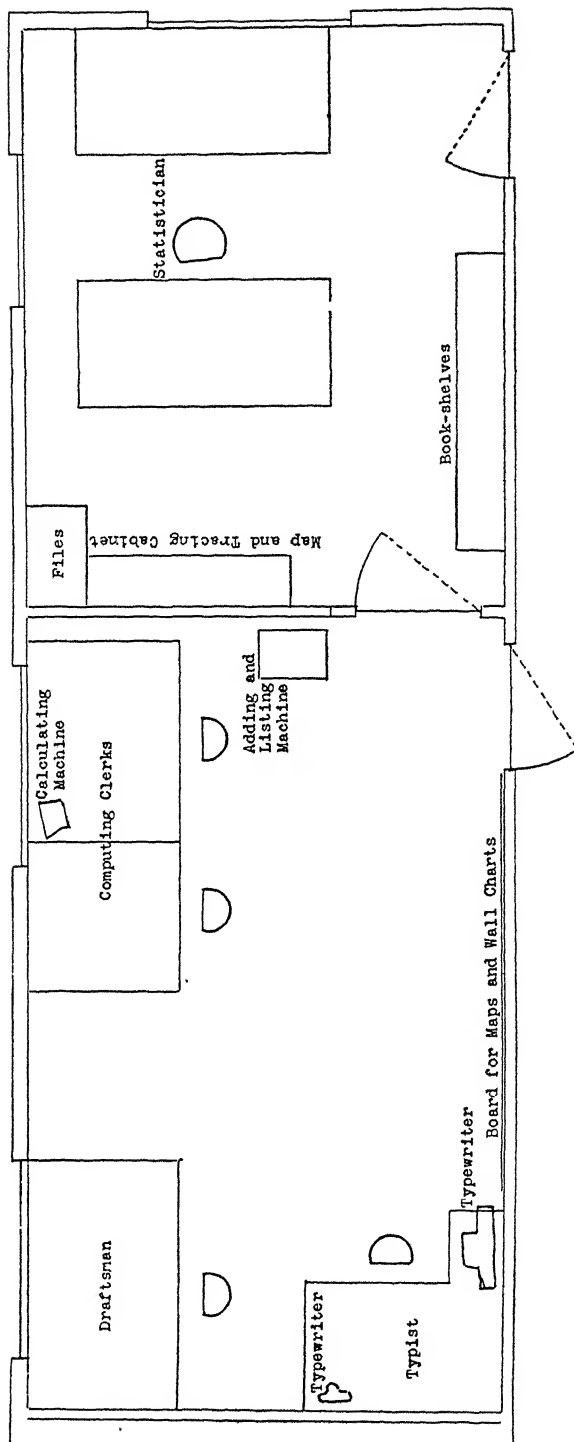 Draftsman
Computing Clerks
Calculating
Machine
Files
Map and Tracing Cabinet
Statistician
Adding and
Listing
Machine
Typewriter
Typist
Typewriter
Board for Maps and Wall Charts
Book-shelves